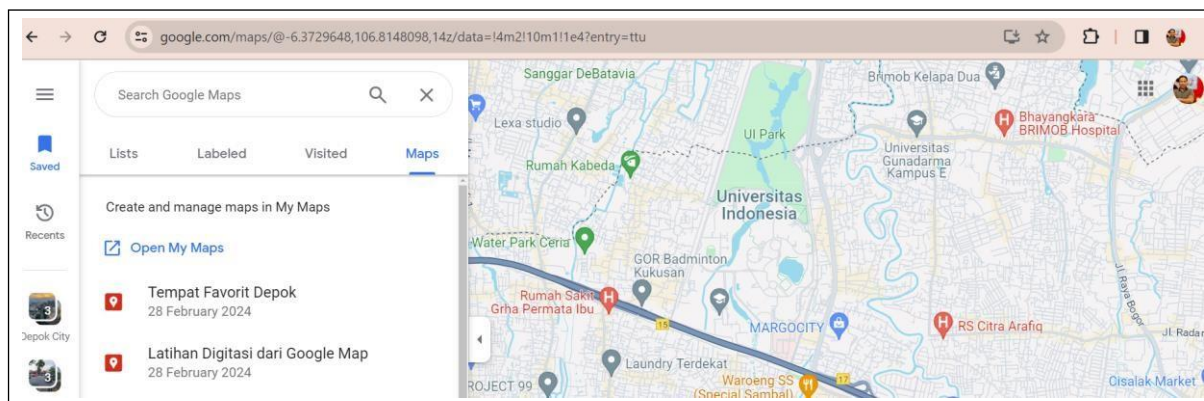 google.com/maps/@-6.3729648,106.8148098,14z/data=!4m2!10m1!1e4?entry=ttu
Search Google Maps
Saved
Recents
Depok City
3
3
Lists Labeled Visited Maps
Create and manage maps in My Maps
Open My Maps
Tempat Favorit Depok
28 February 2024
Latihan Digitasi dari Google Map
28 February 2024
Sanggar DeBatavia
Brimob Kelapa Dua
Lexa studio
UI Park
Bhayangkara
BRIMOB Hospital
Universitas
Gunadarma
Kampus E
Rumah Kabeda
Universitas
Indonesia
Water Park Ceria
GOR Badminton
Kukusan
Rumah Sakit
Grha Permata Ibu
15
MARGOCITY
RS Citra Arafiq
Jl. Raya Bogor
Jl. Radar
Laundry Terdekat
ROJECT 99
Waroeng SS
(Special Sambal)
17
Cisalak Market